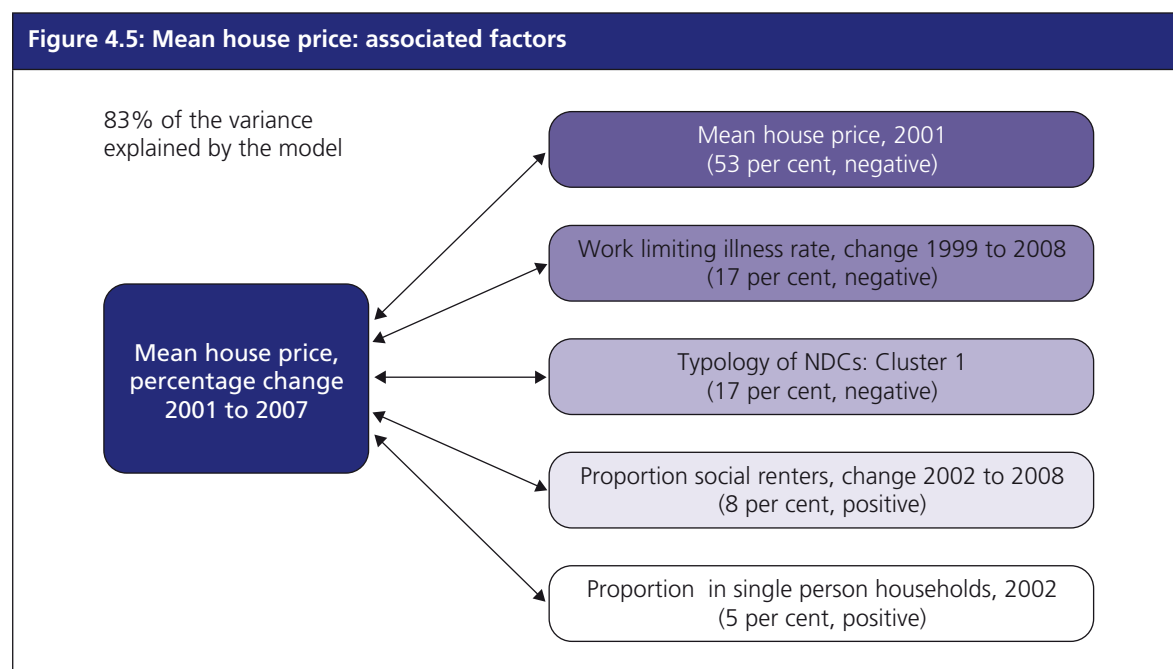 Figure 4.5: Mean house price: associated factors
83% of the variance
explained by the model
Mean house price,
percentage change
2001 to 2007
Mean house price, 2001
(53 per cent, negative)
Work limiting illness rate, change 1999 to 2008
(17 per cent, negative)
Typology of NDCs: Cluster 1
(17 per cent, negative)
Proportion social renters, change 2002 to 2008
(8 per cent, positive)
Proportion in single person households, 2002
(5 per cent, positive)